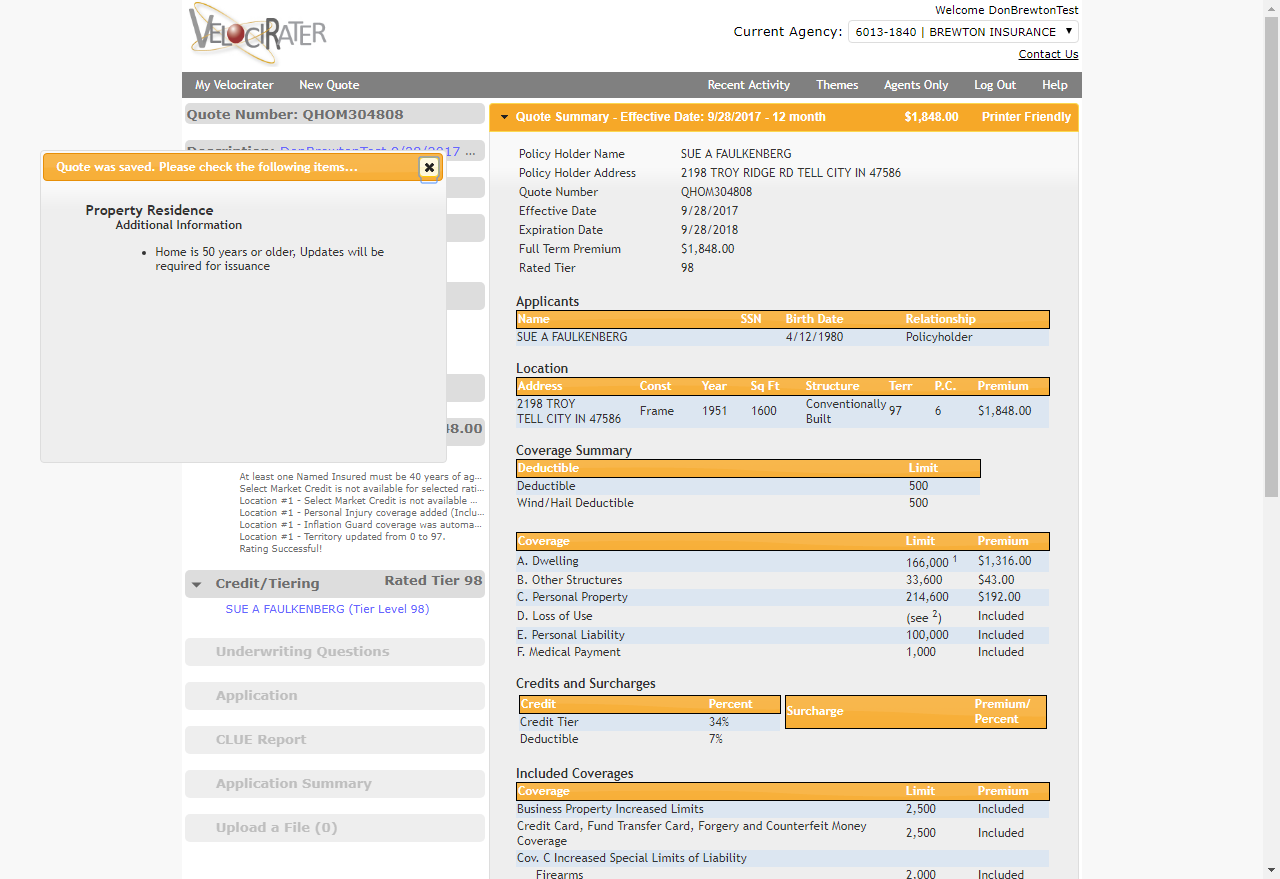 VELOCIRATER
Welcome DonBrewtonTest
Current Agency: 6013-1840 | BREWTON INSURANCE
Contact Us
My Velocirater New Quote Recent Activity Themes Agents Only Log Out Help
Quote Number: QHOM304808
Quote was saved. Please check the following items...
Property Residence
Additional Information
• Home is 50 years or older, Updates will be
required for issuance
At least one Named Insured must be 40 years of ag...
Select Market Credit is not available for selected rati...
Location #1 - Select Market Credit is not available ...
Location #1 - Personal Injury coverage added (Inclu...
Location #1 - Inflation Guard coverage was automa...
Location #1 - Territory updated from 0 to 97.
Rating Successful!
Credit/Tiering Rated Tier 98
SUE A FAULKENBERG (Tier Level 98)
Underwriting Questions
Application
CLUE Report
Application Summary
Upload a File (0)
Quote Summary - Effective Date: 9/28/2017 - 12 month $1,848.00 Printer Friendly
Policy Holder Name SUE A FAULKENBERG
Policy Holder Address 2198 TROY RIDGE RD TELL CITY IN 47586
Quote Number QHOM304808
Effective Date 9/28/2017
Expiration Date 9/28/2018
Full Term Premium $1,848.00
Rated Tier 98
Applicants
Name SSN Birth Date Relationship
SUE A FAULKENBERG 4/12/1980 Policyholder
Location
Address Const Year Sq Ft Structure Terr P.C. Premium
2198 TROY
TELL CITY IN 47586 Frame 1951 1600 Conventionally Built 97 6 $1,848.00
Coverage Summary
Deductible Limit
Deductible 500
Wind/Hail Deductible 500
Coverage Limit Premium
A. Dwelling 166,000 1 $1,316.00
B. Other Structures 33,600 $43.00
C. Personal Property 214,600 $192.00
D. Loss of Use (see 2) Included
E. Personal Liability 100,000 Included
F. Medical Payment 1,000 Included
Credits and Surcharges
Credit Percent Surcharge Premium/
Percent
Credit Tier 34%
Deductible 7%
Included Coverages
Coverage Limit Premium
Business Property Increased Limits 2,500 Included
Credit Card, Fund Transfer Card, Forgery and Counterfeit Money
Coverage 2,500 Included
Cov. C Increased Special Limits of Liability
Firearms 2,000 Included